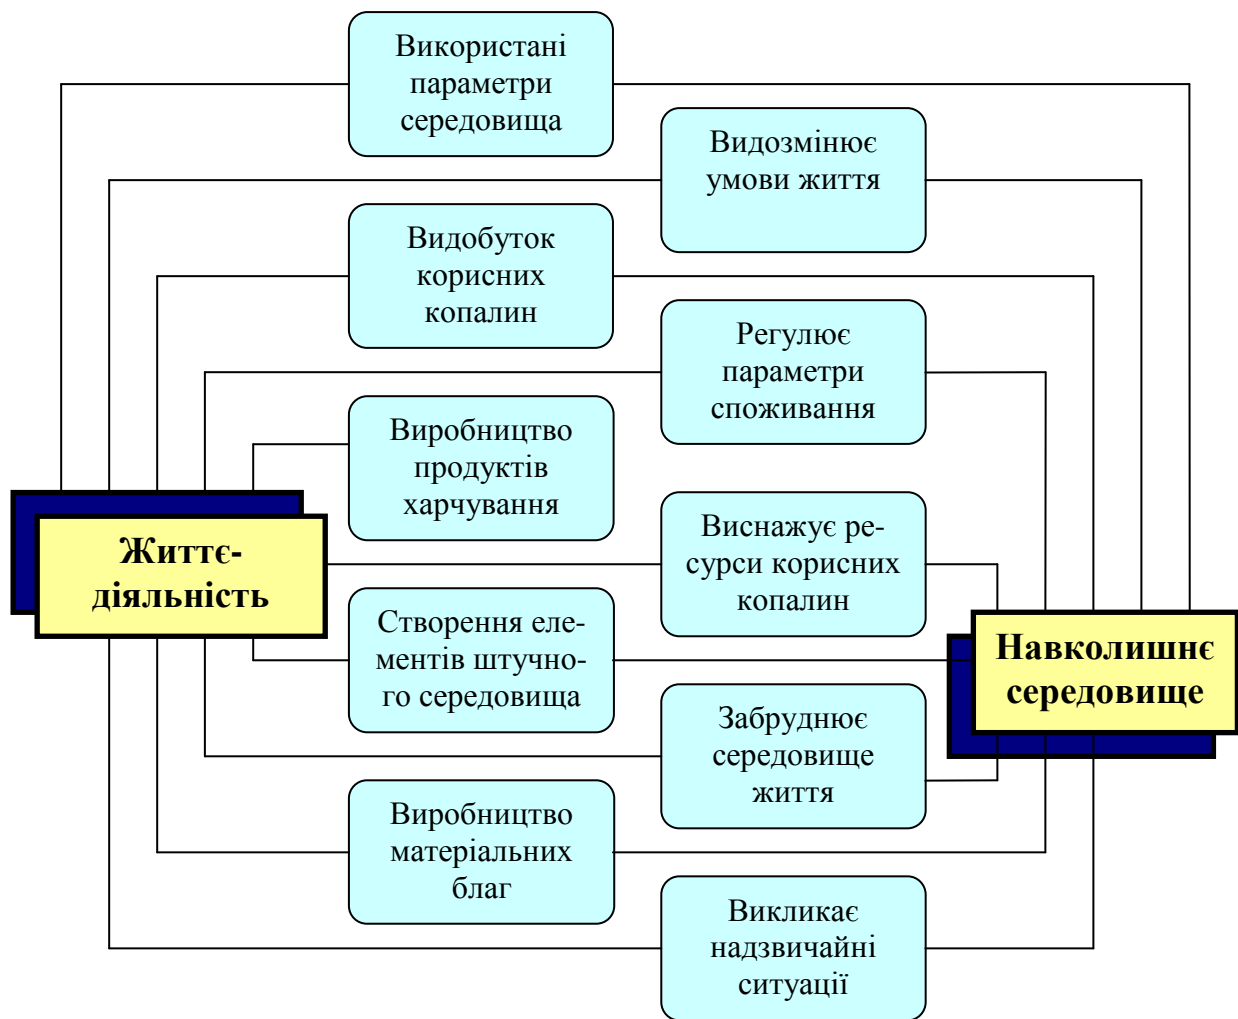 Використані
параметри
середовища
Видозмінює
умови життя
Видобуток
корисних
копалин
Регулює
параметри
споживання
Виробництво
продуктів
харчування
Виснажує ре-
сурси корисних
копалин
Життє-
діяльність
Створення еле-
ментів штучно-
го середовища
Навколишнє
середовище
Забруднює
середовище
життя
Виробництво
матеріальних
благ
Викликає
надзвичайні
ситуації